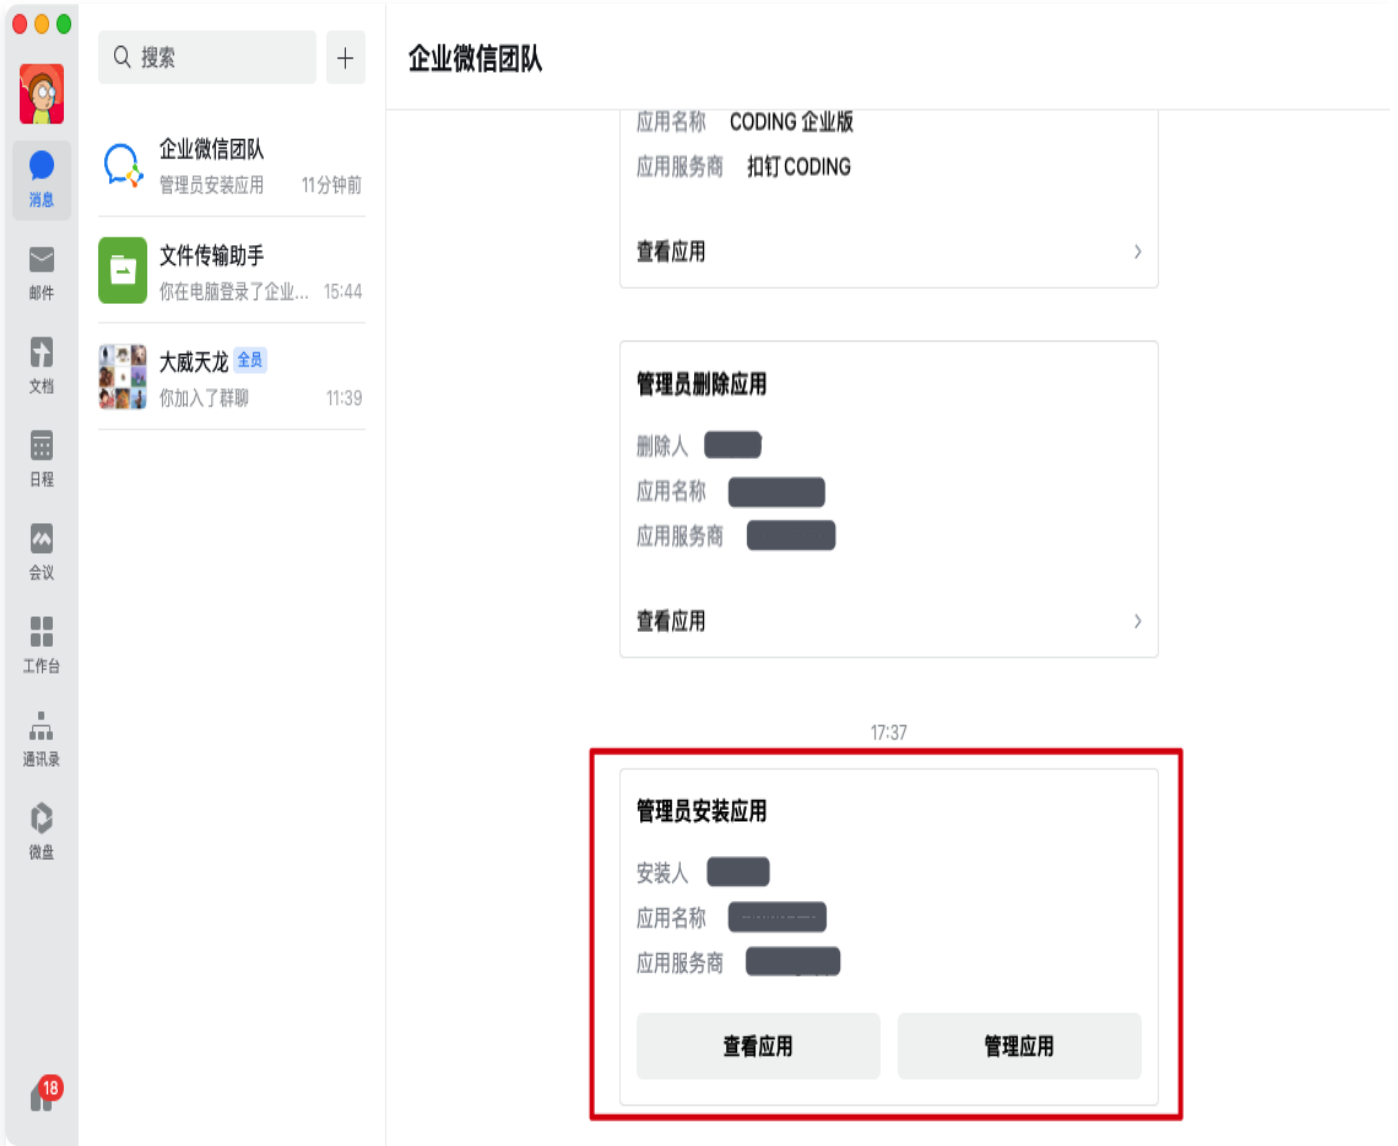 消息
邮件
文档
日程
会议
工作台
通讯录
微盘
18
搜索
企业微信团队
管理员安装应用 11分钟前
文件传输助手
你在电脑登录了企业... 15:44
大威天龙 全员
你加入了群聊 11:39
企业微信团队
应用名称 CODING 企业版
应用服务商 扣钉 CODING
查看应用
管理员删除应用
删除人
应用名称
应用服务商
查看应用
17:37
管理员安装应用
安装人
应用名称
应用服务商
查看应用 管理应用